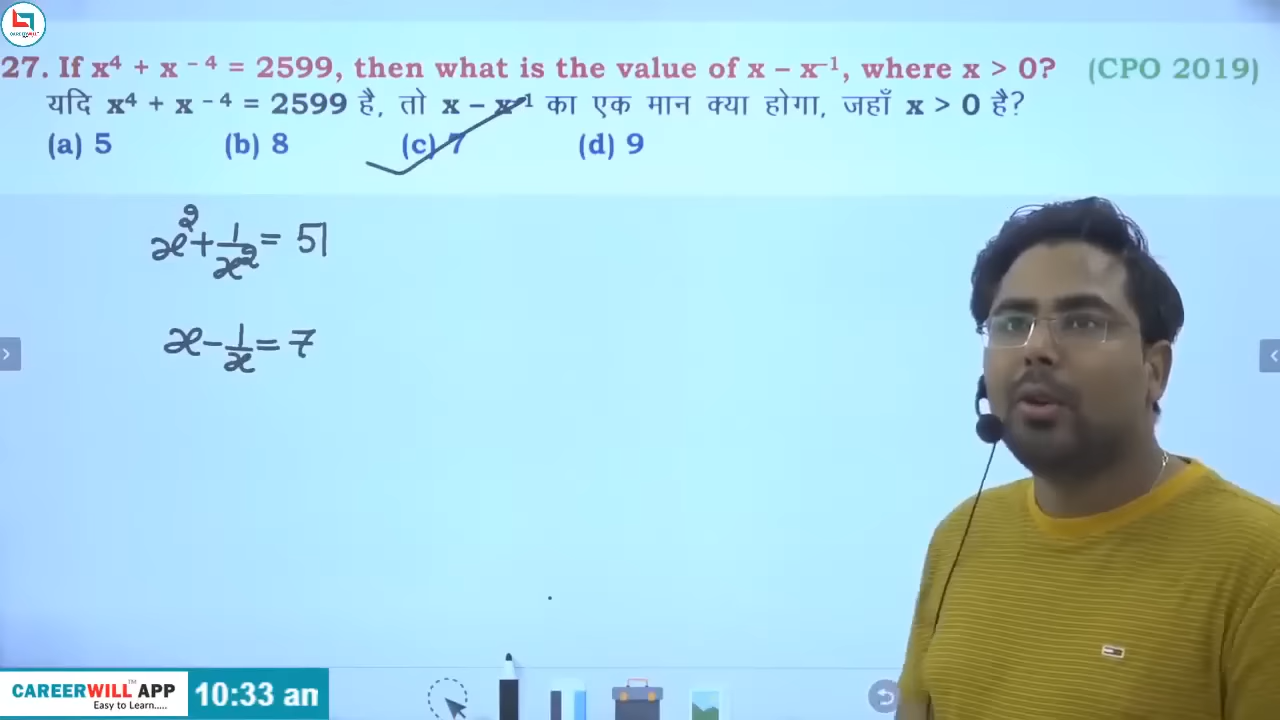 CAREERWILL
27. If x⁴ + x ⁻ ⁴ = 2599, then what is the value of x – x⁻¹, where x > 0? (CPO 2019)
यदि x⁴ + x ⁻ ⁴ = 2599 है, तो x – x⁻¹ का एक मान क्या होगा, जहाँ x > 0 है?
(a) 5 (b) 8 (c) 7 (d) 9
x² + 1/x² = 51
x - 1/x = 7
CAREERWILL™ APP
Easy to Learn.....
10:33 am